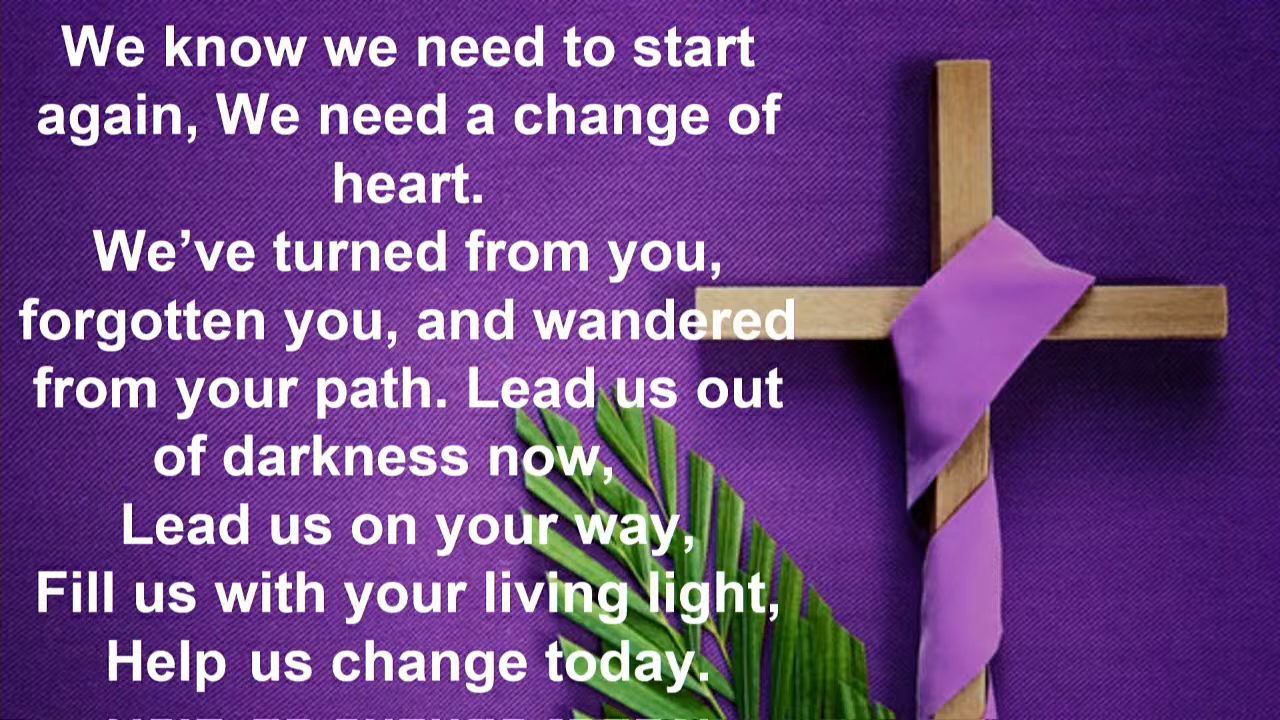 We know we need to start
again, We need a change of
heart.
We’ve turned from you,
forgotten you, and wandered
from your path. Lead us out
of darkness now,
Lead us on your way,
Fill us with your living light,
Help us change today.